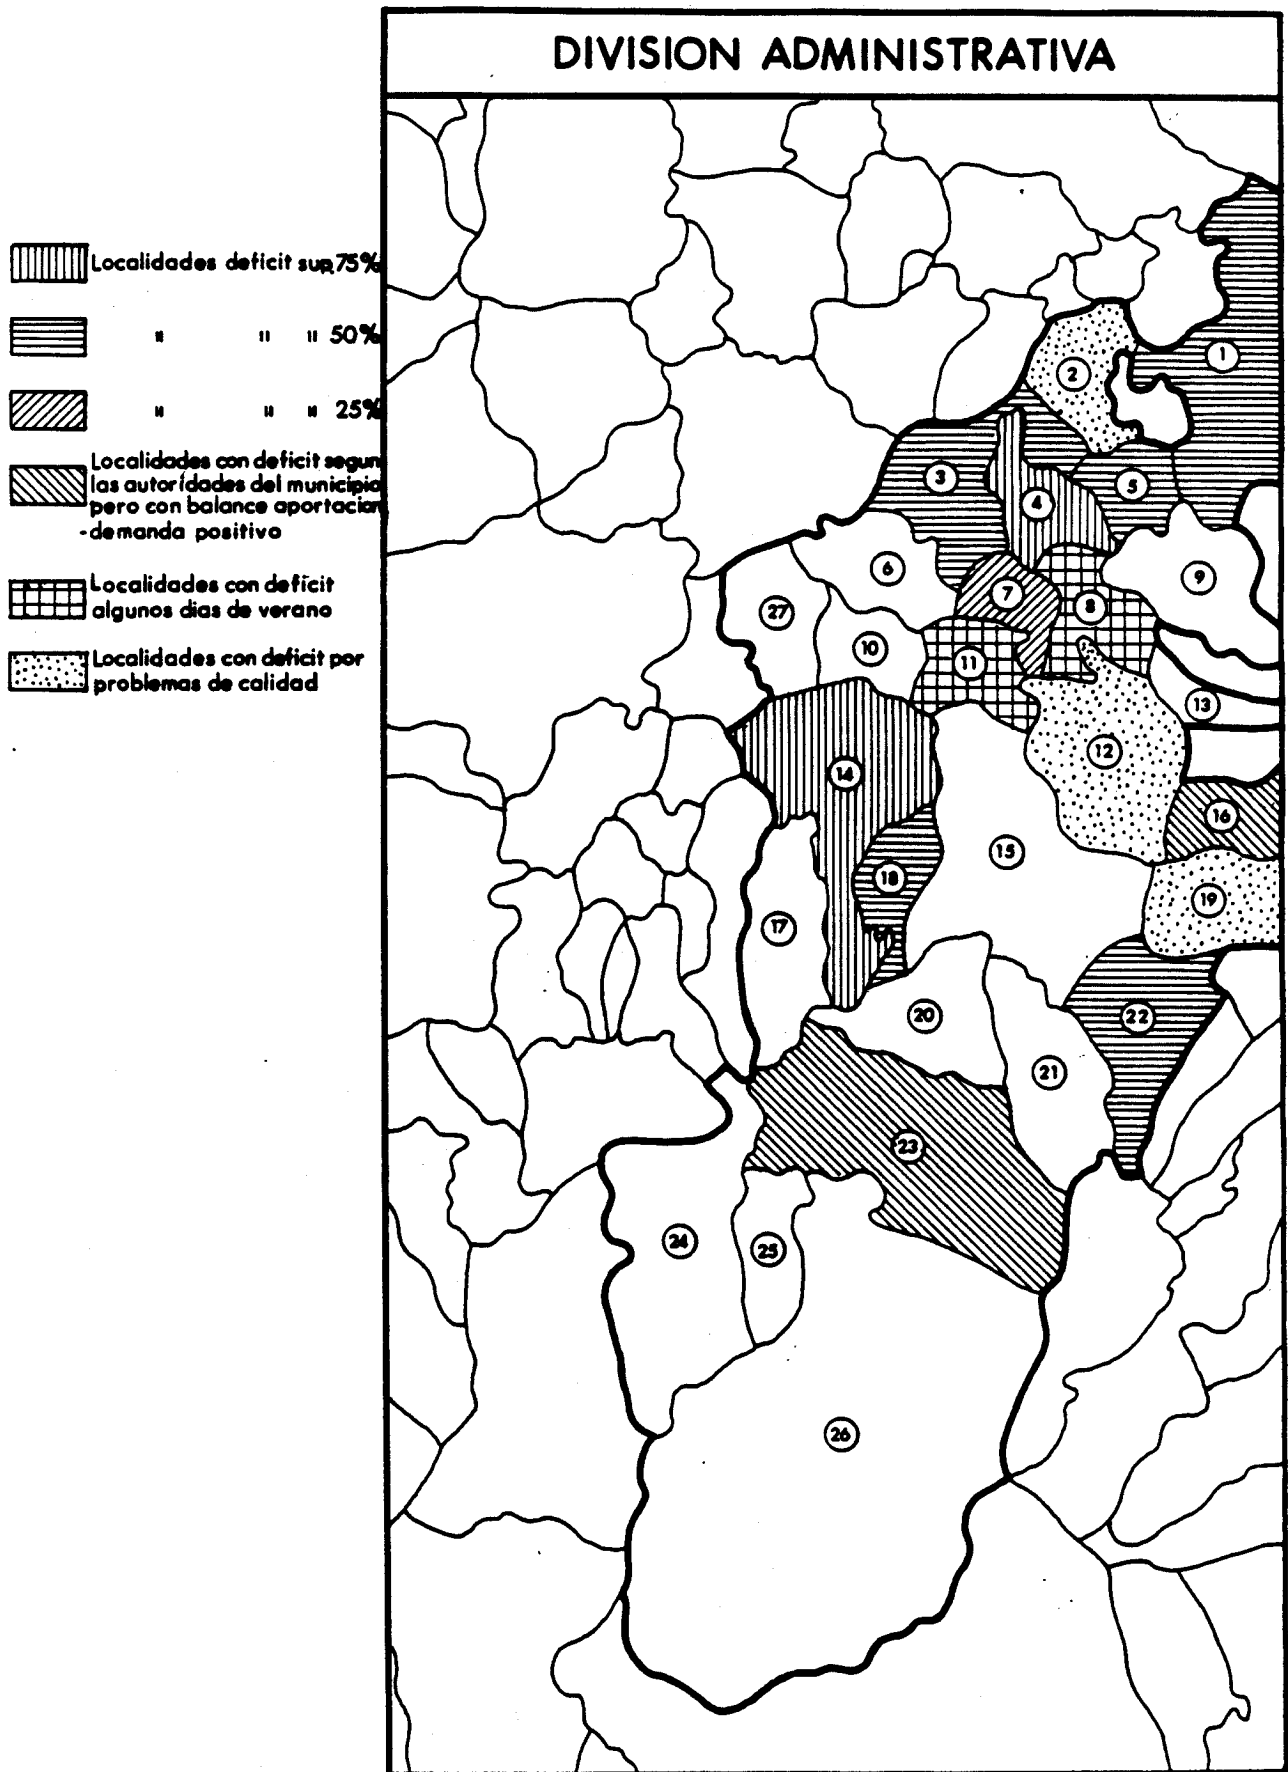 DIVISION ADMINISTRATIVA
Localidades deficit sup. 75%
" " " 50%
" " " 25%
Localidades con deficit segun
las autoridades del municipio
pero con balance aportacion
-demanda positivo
Localidades con deficit
algunos dias de verano
Localidades con deficit por
problemas de calidad
1
2
3
5
4
6
9
7
8
27
10
11
13
12
14
16
15
18
19
17
20
22
21
23
24
25
26